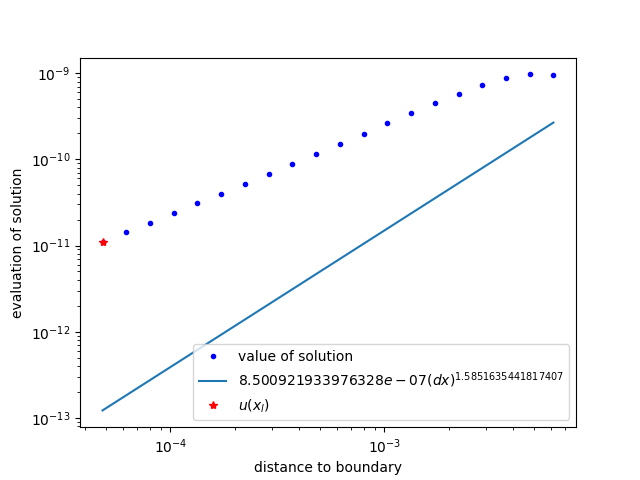 10⁻⁹
10⁻¹⁰
10⁻¹¹
10⁻¹²
10⁻¹³
evaluation of solution
value of solution
8.500921933976328e − 07(dx)¹·⁵⁸⁵¹⁶³⁵⁴⁴¹⁸¹⁷⁴⁰⁷
u(xₗ)
10⁻⁴ 10⁻³
distance to boundary